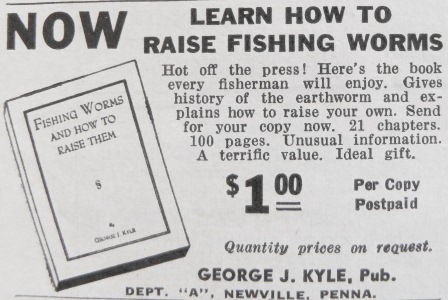 NOW
LEARN HOW TO
RAISE FISHING WORMS
Hot off the press! Here's the book
every fisherman will enjoy. Gives
history of the earthworm and ex-
plains how to raise your own. Send
for your copy now. 21 chapters.
100 pages. Unusual information.
A terrific value. Ideal gift.
FISHING WORMS
AND HOW TO
RAISE THEM
GEORGE J. KYLE
$1.00 Per Copy
Postpaid
Quantity prices on request.
GEORGE J. KYLE, Pub.
DEPT. "A", NEWVILLE, PENNA.